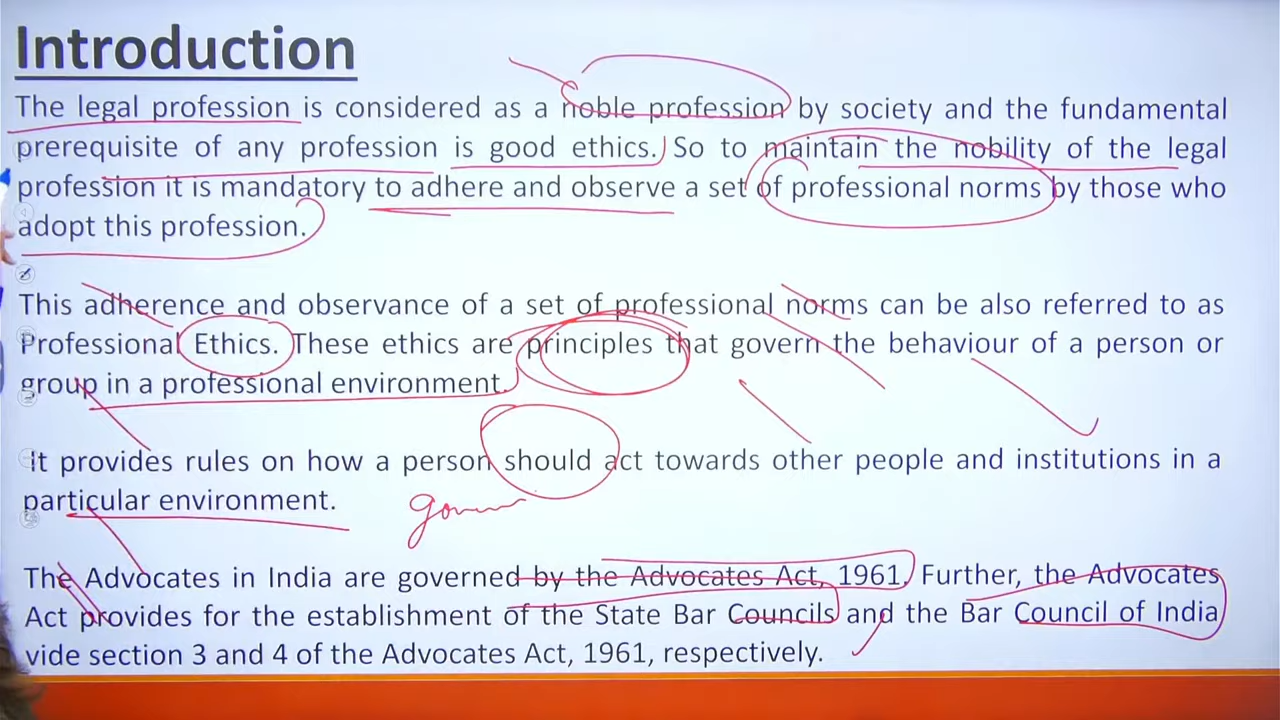 Introduction
The legal profession is considered as a noble profession by society and the fundamental
prerequisite of any profession is good ethics. So to maintain the nobility of the legal
profession it is mandatory to adhere and observe a set of professional norms by those who
adopt this profession.
This adherence and observance of a set of professional norms can be also referred to as
Professional Ethics. These ethics are principles that govern the behaviour of a person or
group in a professional environment.
It provides rules on how a person should act towards other people and institutions in a
particular environment.
The Advocates in India are governed by the Advocates Act, 1961. Further, the Advocates
Act provides for the establishment of the State Bar Councils and the Bar Council of India
vide section 3 and 4 of the Advocates Act, 1961, respectively.